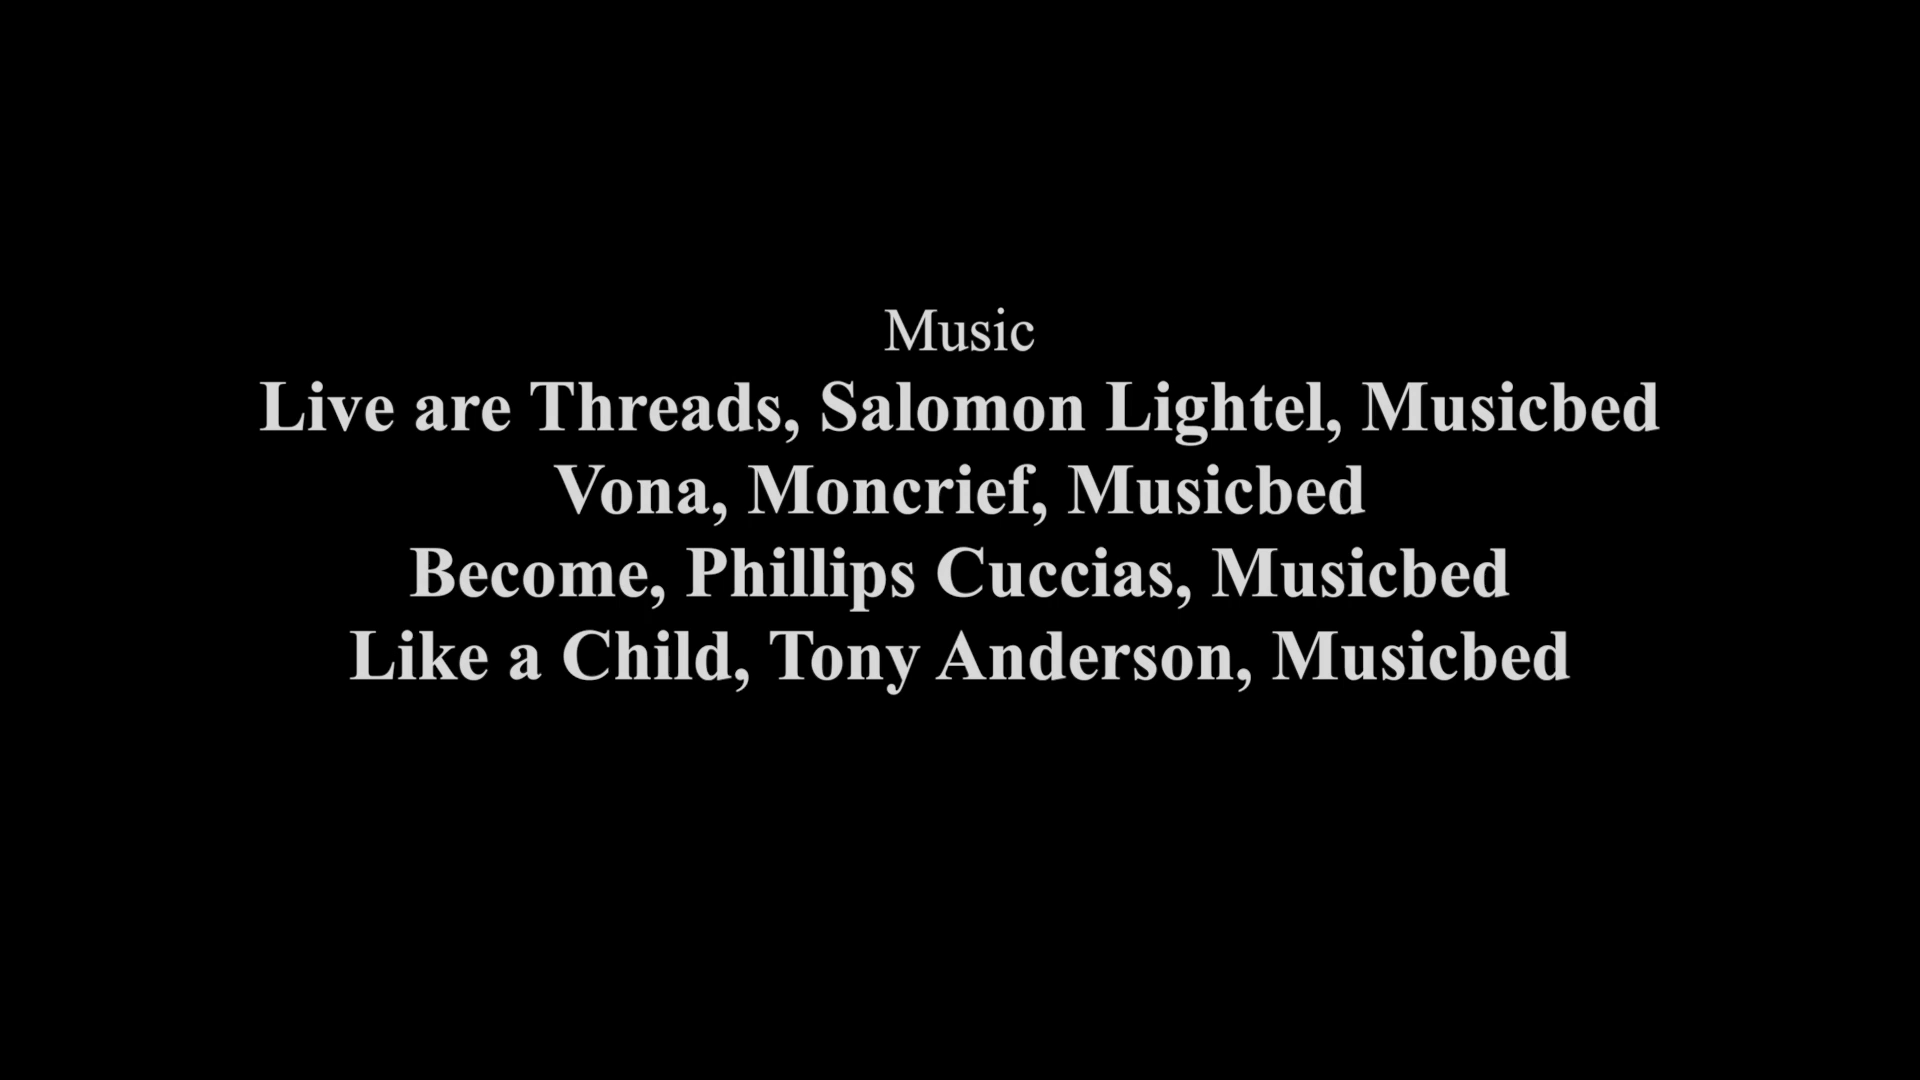 Music
Live are Threads, Salomon Lightel, Musicbed
Vona, Moncrief, Musicbed
Become, Phillips Cuccias, Musicbed
Like a Child, Tony Anderson, Musicbed